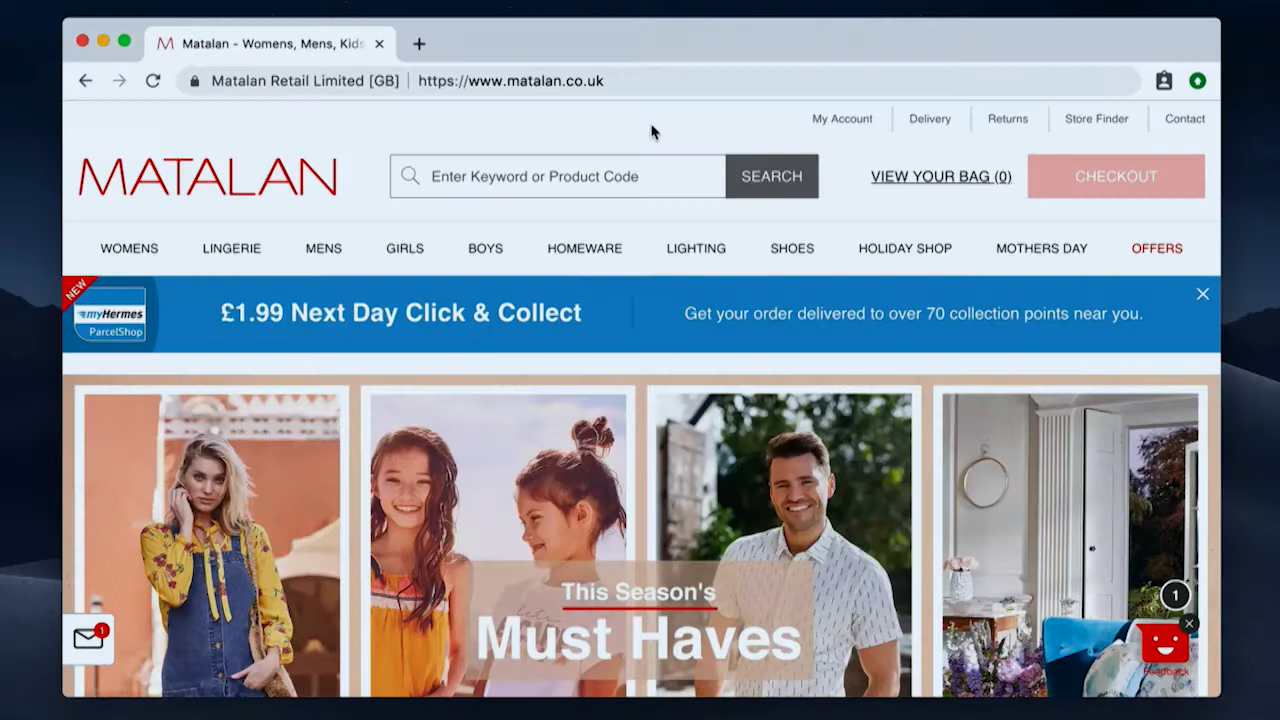 Matalan - Womens, Mens, Kids
Matalan Retail Limited [GB] https://www.matalan.co.uk
My Account Delivery Returns Store Finder Contact
MATALAN
Enter Keyword or Product Code
SEARCH
VIEW YOUR BAG (0)
CHECKOUT
WOMENS LINGERIE MENS GIRLS BOYS HOMEWARE LIGHTING SHOES HOLIDAY SHOP MOTHERS DAY OFFERS
NEW
myHermes
ParcelShop
£1.99 Next Day Click & Collect
Get your order delivered to over 70 collection points near you.
This Season's
Must Haves
1
1
Feedback